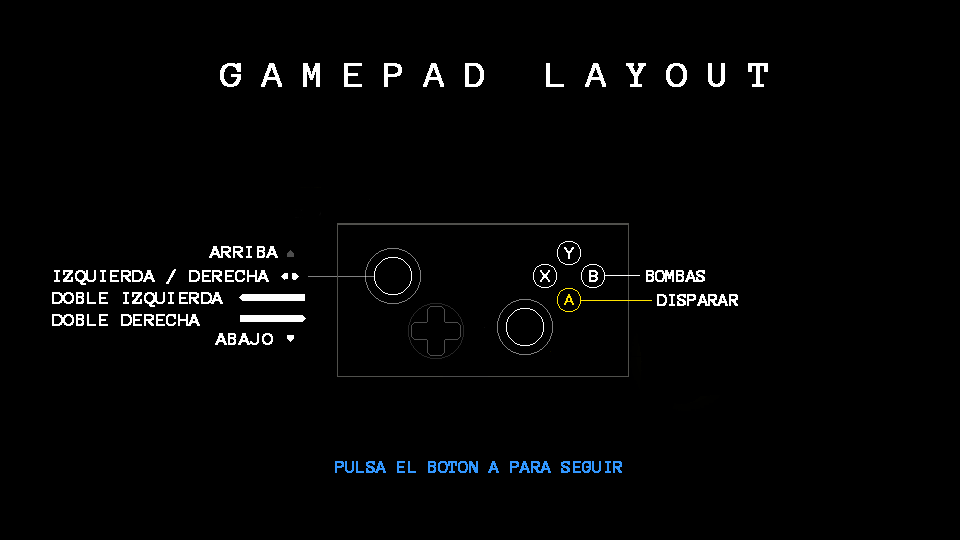 GAMEPAD LAYOUT
ARRIBA
IZQUIERDA / DERECHA
DOBLE IZQUIERDA
DOBLE DERECHA
ABAJO
Y
X
B
A
BOMBAS
DISPARAR
PULSA EL BOTON A PARA SEGUIR